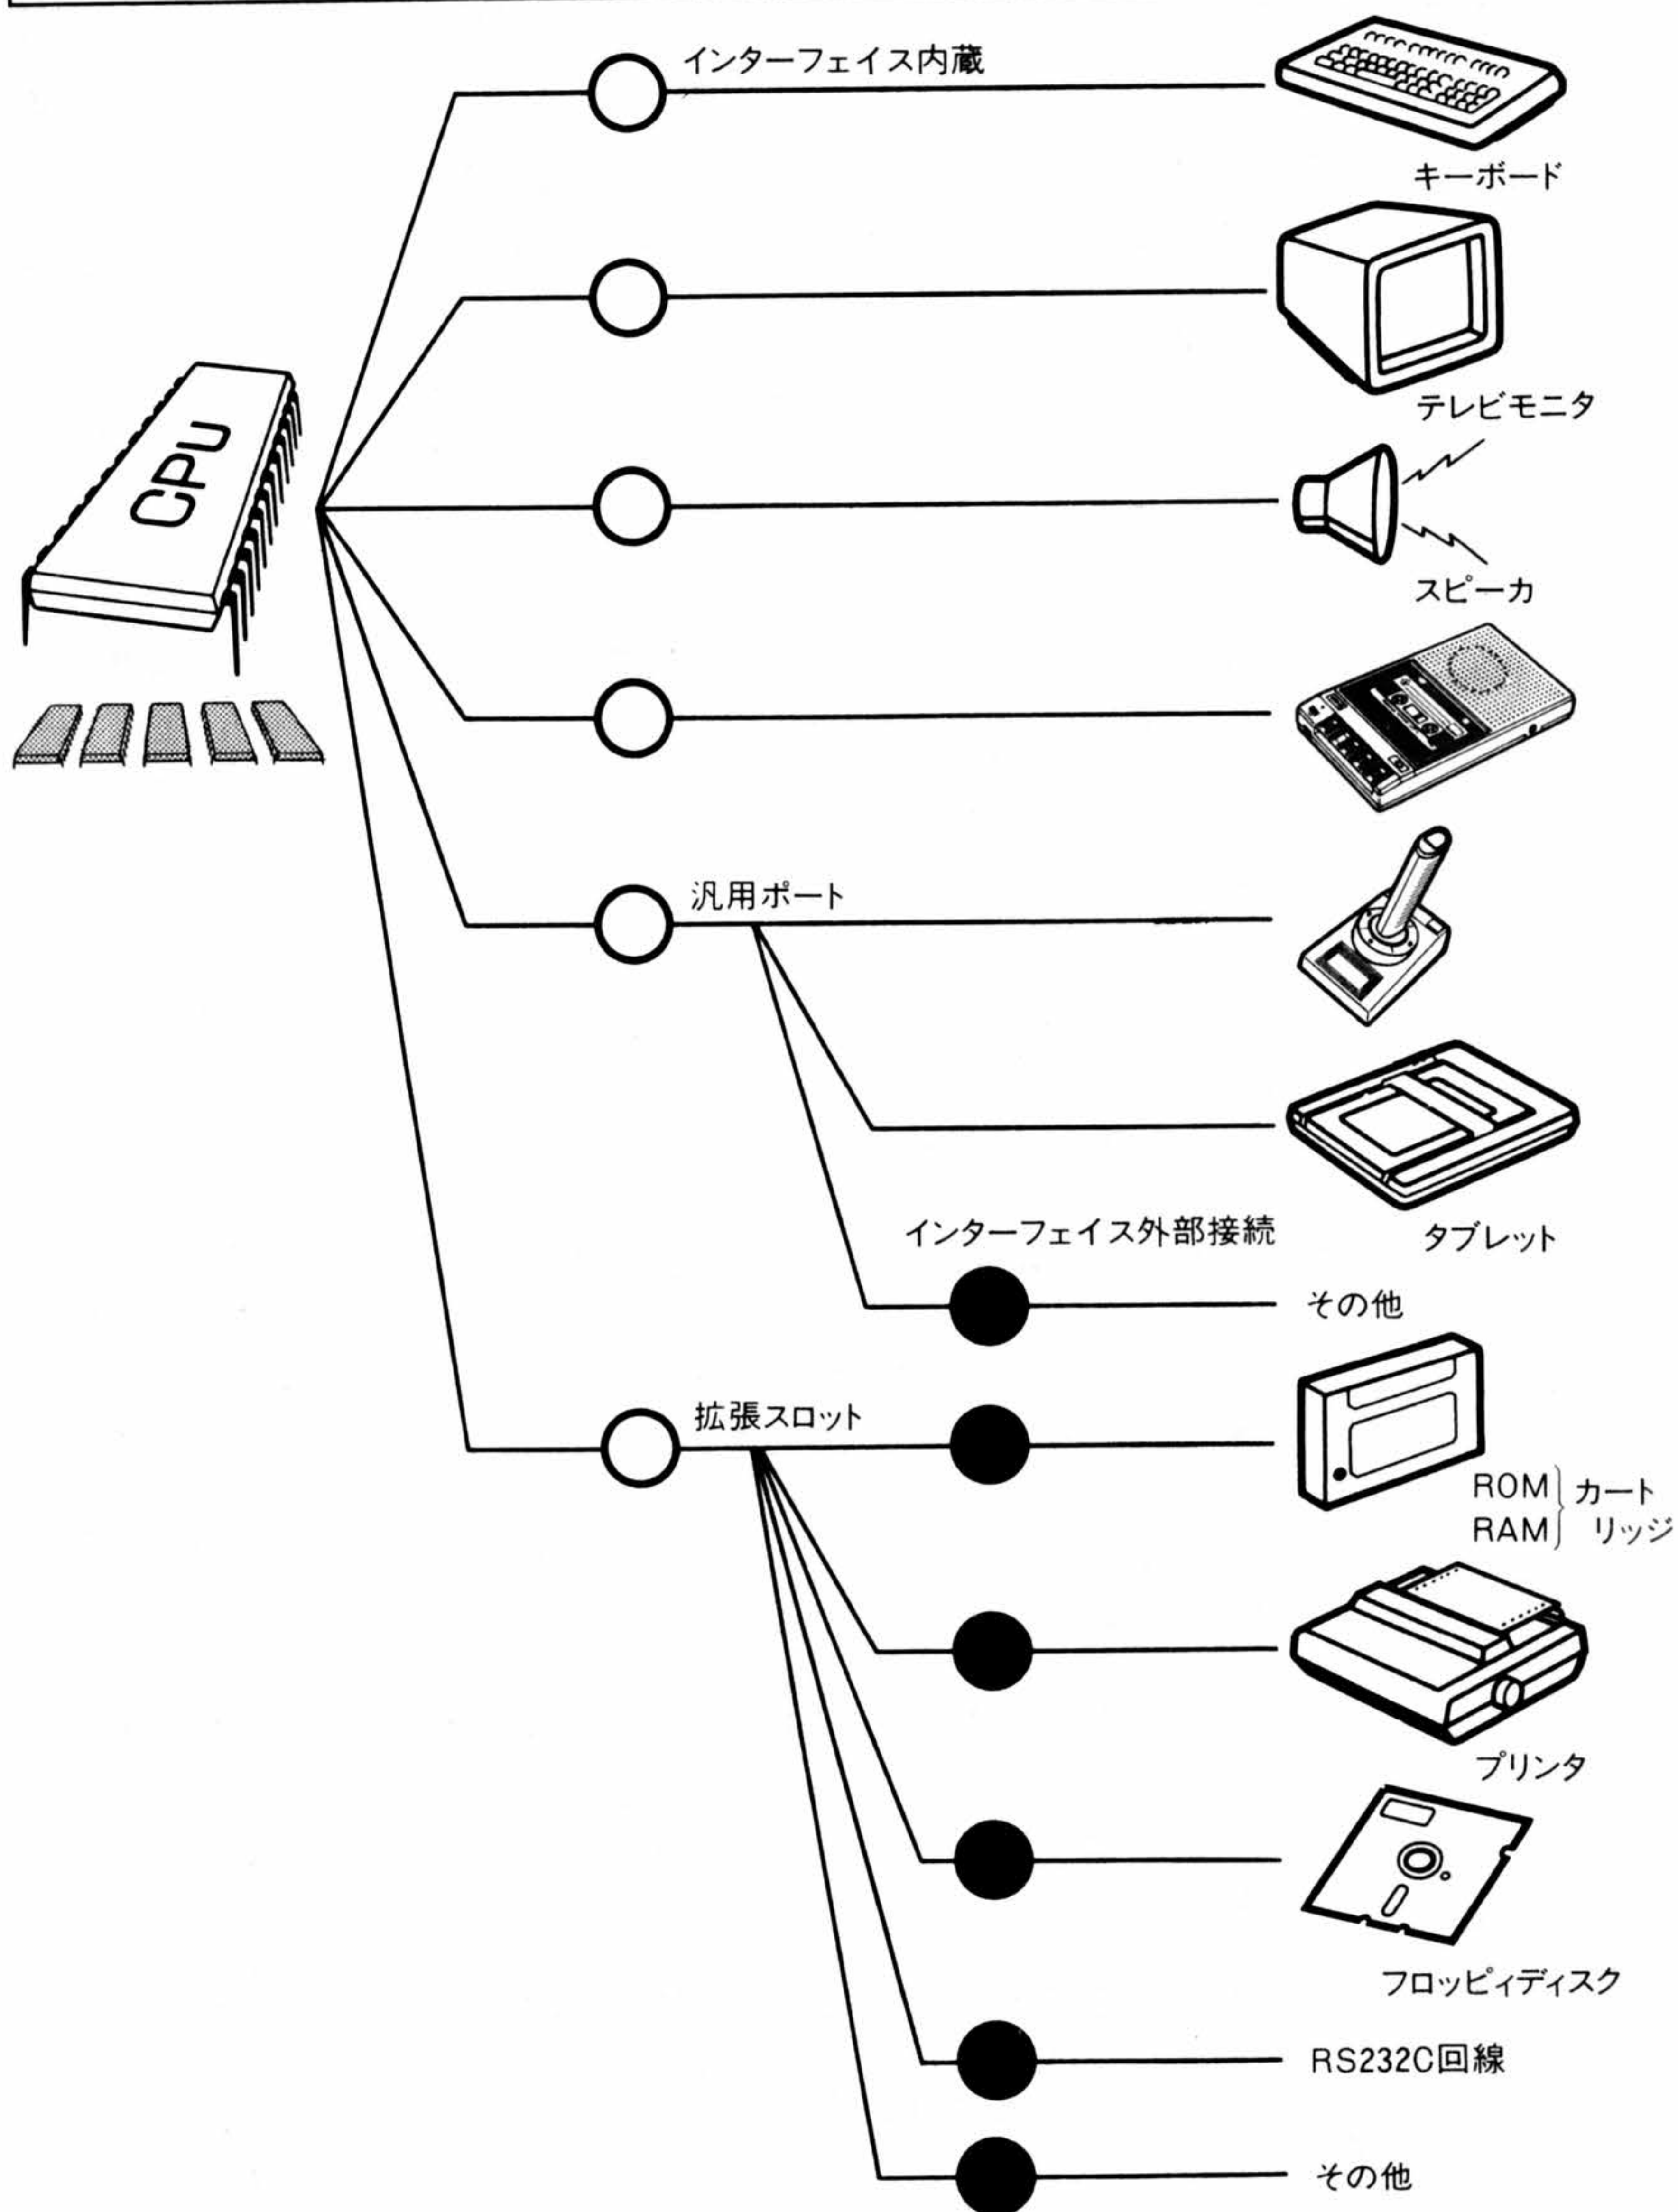 インターフェイス内蔵
キーボード
テレビモニタ
CPU
スピーカ
汎用ポート
インターフェイス外部接続
タブレット
その他
拡張スロット
ROM カート
RAM リッジ
プリンタ
フロッピィディスク
RS232C回線
その他